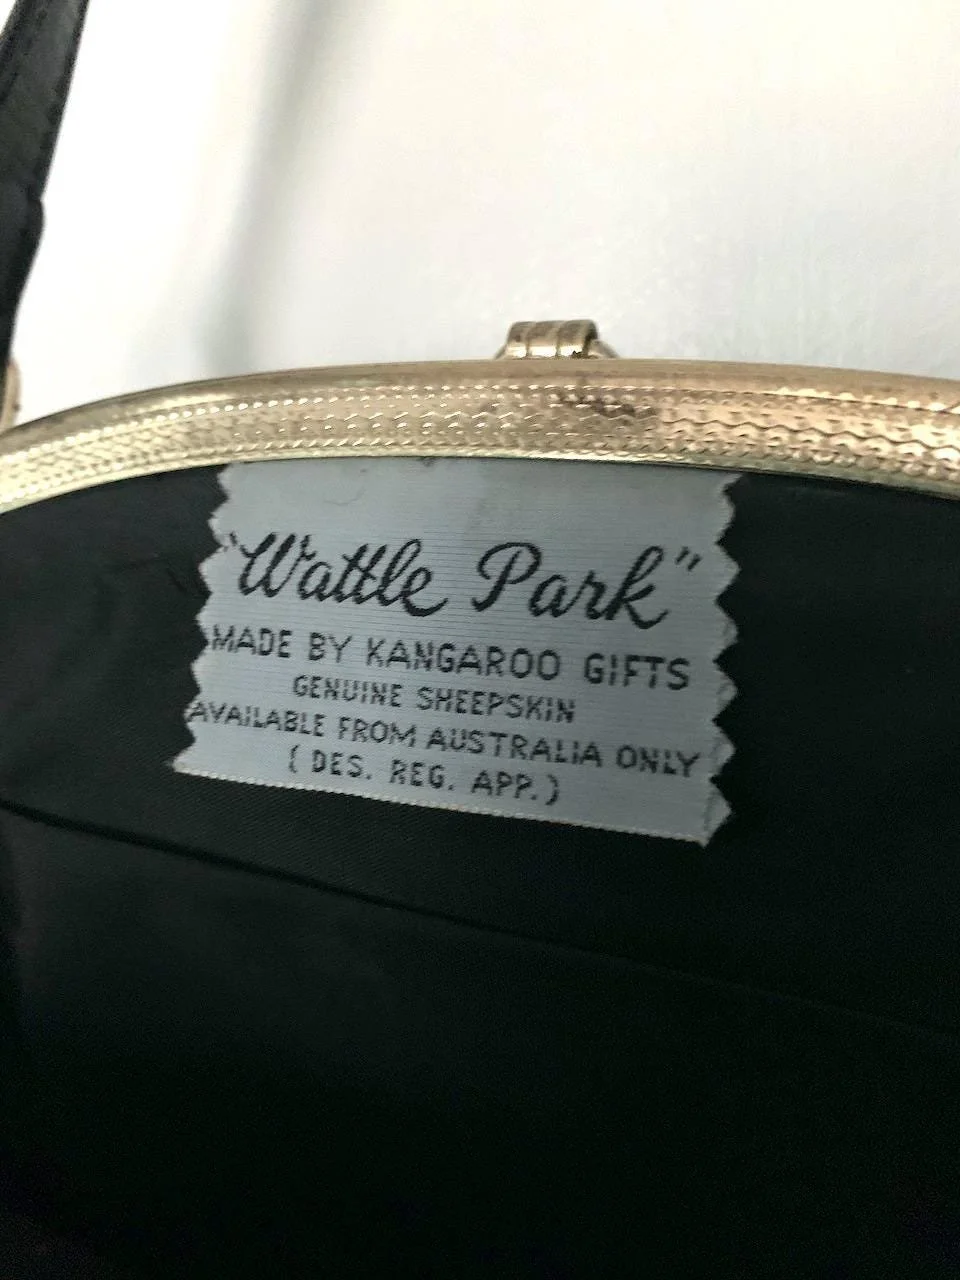 "Wattle Park"
MADE BY KANGAROO GIFTS
GENUINE SHEEPSKIN
AVAILABLE FROM AUSTRALIA ONLY
( DES. REG. APP. )